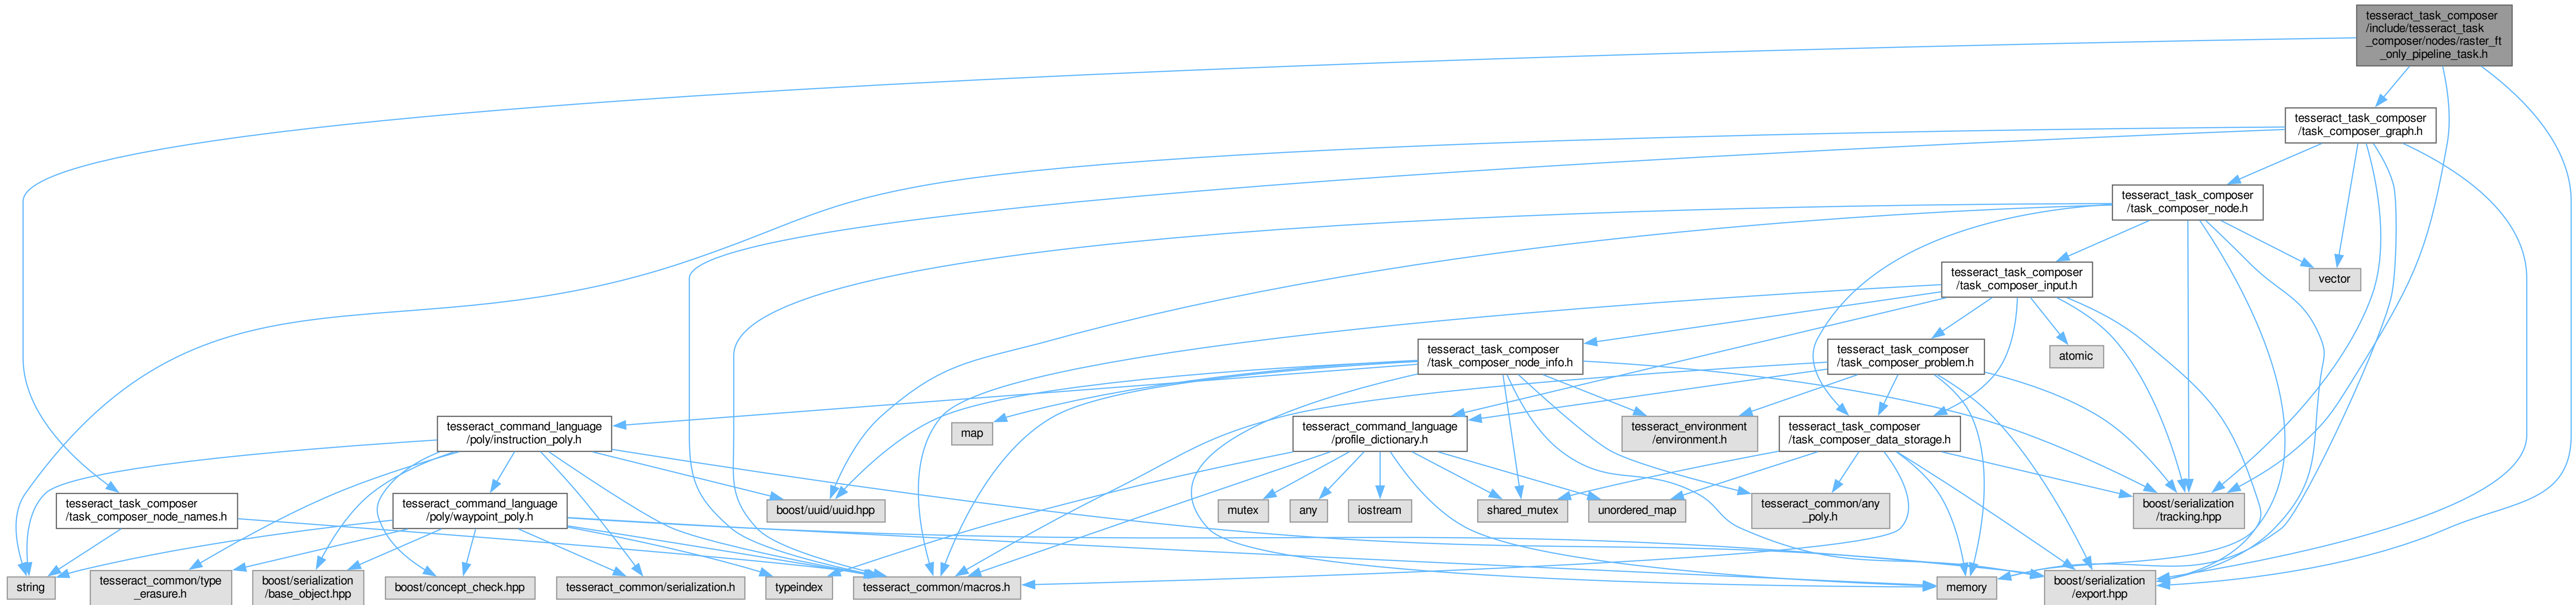 tesseract_task_composer
/include/tesseract_task
_composer/nodes/raster_ft
_only_pipeline_task.h
tesseract_task_composer
/task_composer_graph.h
tesseract_task_composer
/task_composer_node.h
tesseract_task_composer
/task_composer_input.h
vector
tesseract_task_composer
/task_composer_node_info.h
tesseract_task_composer
/task_composer_problem.h
atomic
tesseract_command_language
/poly/instruction_poly.h
map
tesseract_command_language
/profile_dictionary.h
tesseract_environment
/environment.h
tesseract_task_composer
/task_composer_data_storage.h
tesseract_task_composer
/task_composer_node_names.h
tesseract_command_language
/poly/waypoint_poly.h
boost/uuid/uuid.hpp
mutex
any
iostream
shared_mutex
unordered_map
tesseract_common/any
_poly.h
boost/serialization
/tracking.hpp
string
tesseract_common/type
_erasure.h
boost/serialization
/base_object.hpp
boost/concept_check.hpp
tesseract_common/serialization.h
typeindex
tesseract_common/macros.h
memory
boost/serialization
/export.hpp